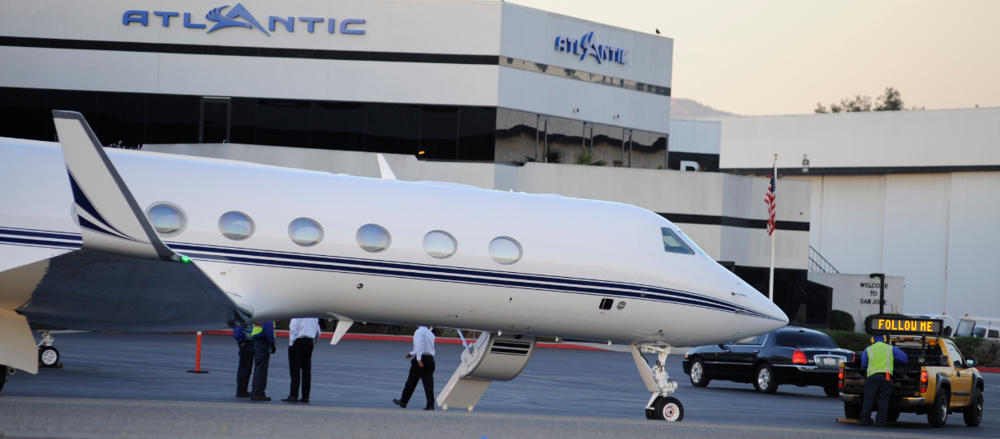 ATLANTIC
ATLANTIC
WELCOME
TO
SAN JOSE
FOLLOW ME